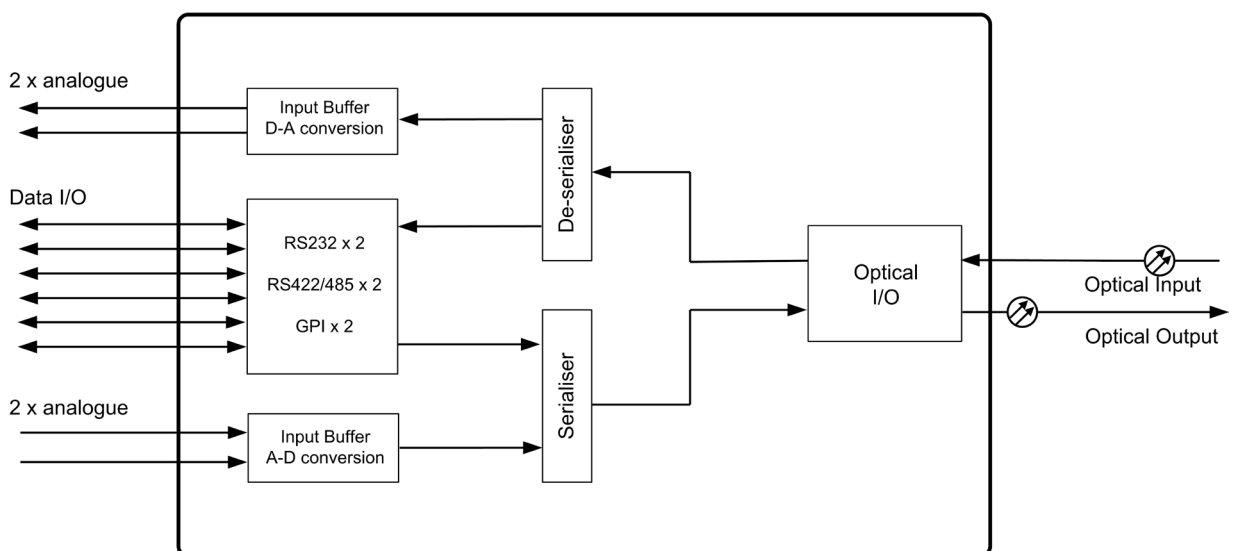 2 x analogue
Input Buffer
D-A conversion
De-serialiser
Data I/O
RS232 x 2
RS422/485 x 2
GPI x 2
Optical
I/O
Optical Input
Optical Output
Serialiser
2 x analogue
Input Buffer
A-D conversion